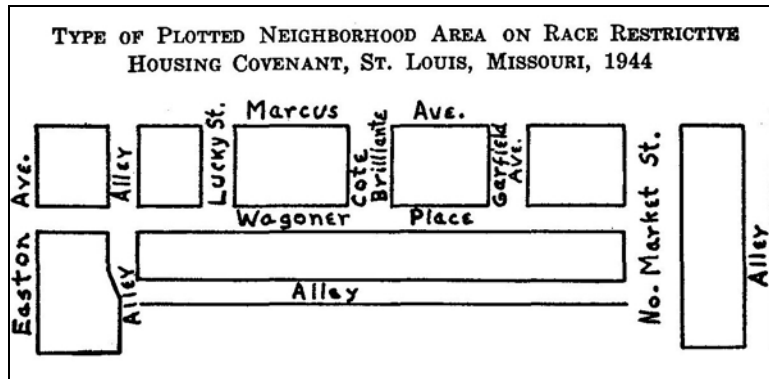 TYPE OF PLOTTED NEIGHBORHOOD AREA ON RACE RESTRICTIVE
HOUSING COVENANT, ST. LOUIS, MISSOURI, 1944
Marcus Ave.
Easton Ave.
Alley
Lucky St.
Cote
Brilliante
Garfield
Ave.
No. Market St.
Alley
Wagoner Place
Alley
Alley